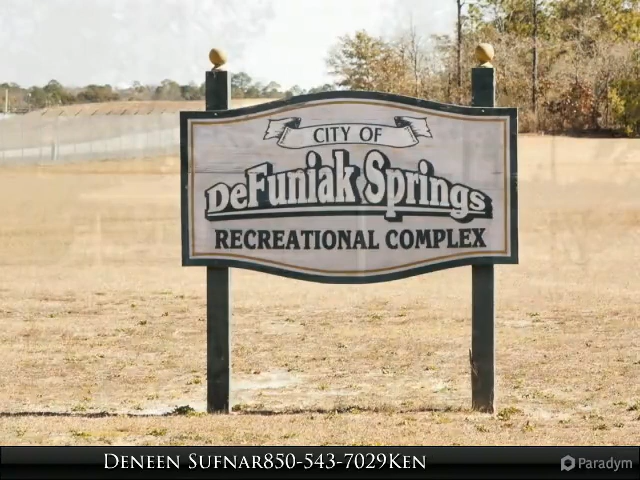 CITY OF
DeFuniak Springs
RECREATIONAL COMPLEX
Deneen Sufnar850-543-7029Ken
Paradym